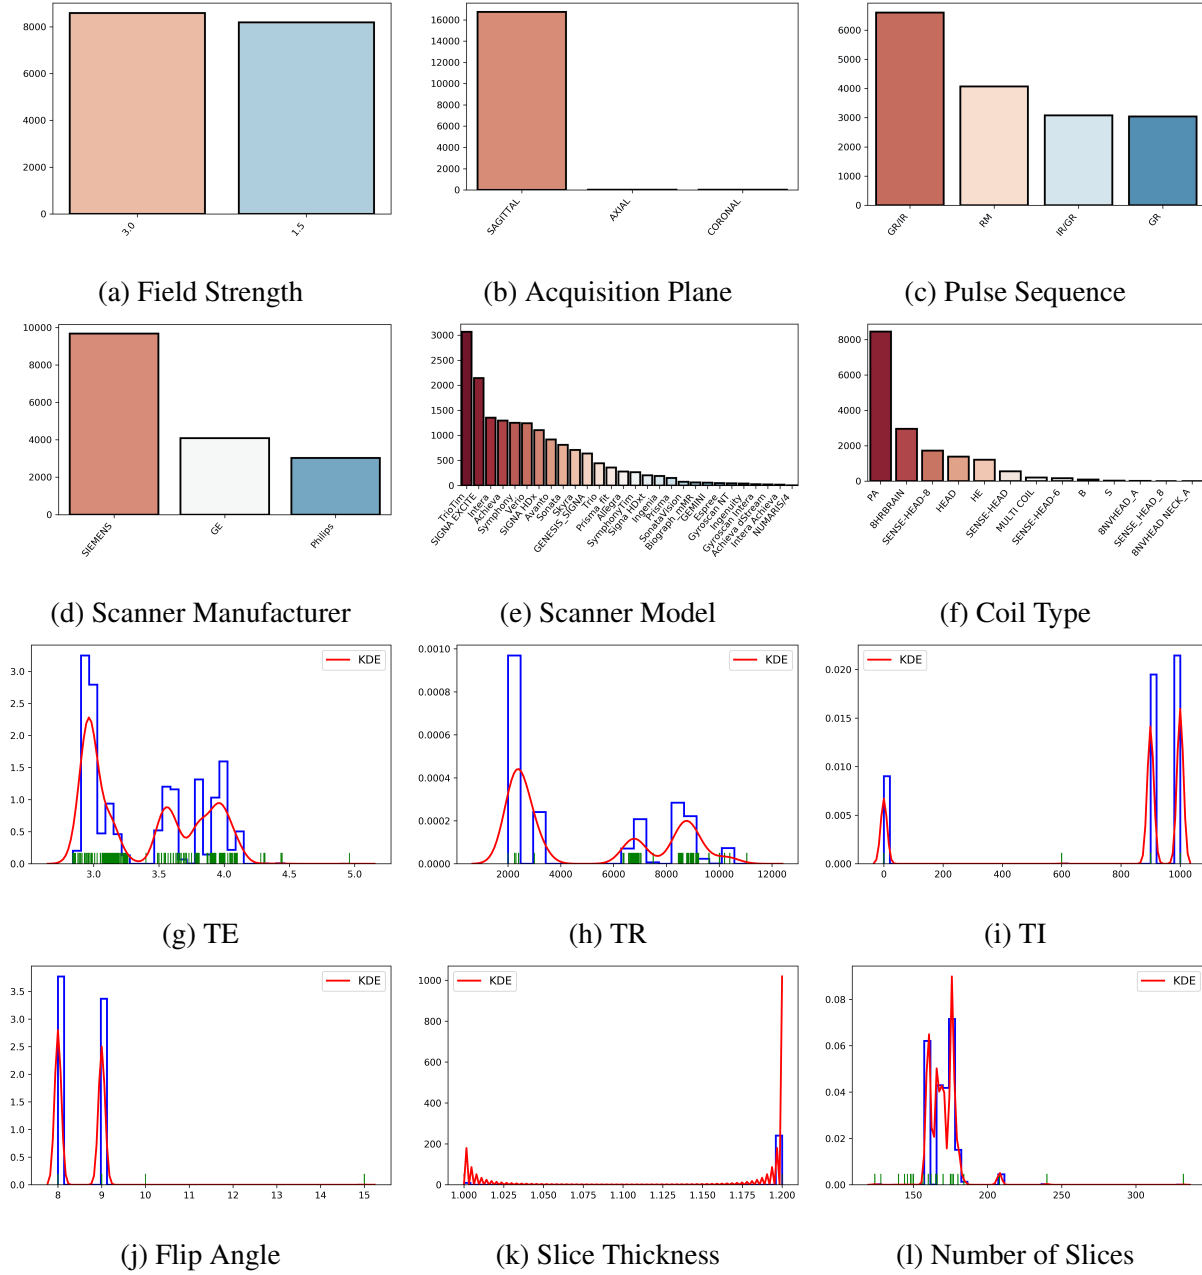 8000
6000
4000
2000
0
3.0
1.5
(a) Field Strength
16000
14000
12000
10000
8000
6000
4000
2000
0
SAGITTAL
AXIAL
CORONAL
(b) Acquisition Plane
6000
5000
4000
3000
2000
1000
0
GR/IR
RM
IR/GR
GR
(c) Pulse Sequence
10000
8000
6000
4000
2000
0
SIEMENS
GE
Philips
(d) Scanner Manufacturer
3000
2500
2000
1500
1000
500
0
TrioTim
SIGNA EXCITE
Intera
Achieva
Symphony
Verio
SIGNA HDx
Avanto
Sonata
Skyra
GENESIS_SIGNA
Trio
Prisma_fit
Allegra
SymphonyTim
Signa HDxt
Ingenia
Prisma
SonataVision
Biograph_mMR
GEMINI
Espree
Gyroscan NT
Ingenuity
Gyroscan Intera
Achieva dStream
Intera Achieva
NUMARIS/4
(e) Scanner Model
8000
6000
4000
2000
0
PA
8HRBRAIN
SENSE-HEAD-8
HEAD
HE
SENSE-HEAD
MULTI COIL
SENSE-HEAD-6
B
S
8NVHEAD_A
SENSE_HEAD_8
8NVHEAD NECK_A
(f) Coil Type
3.0
2.5
2.0
1.5
1.0
0.5
0.0
3.0
3.5
4.0
4.5
5.0
KDE
(g) TE
0.0010
0.0008
0.0006
0.0004
0.0002
0.0000
2000
4000
6000
8000
10000
12000
KDE
(h) TR
0.020
0.015
0.010
0.005
0.000
0
200
400
600
800
1000
KDE
(i) TI
3.5
3.0
2.5
2.0
1.5
1.0
0.5
0.0
8
9
10
11
12
13
14
15
KDE
(j) Flip Angle
1000
800
600
400
200
0
1.000
1.025
1.050
1.075
1.100
1.125
1.150
1.175
1.200
KDE
(k) Slice Thickness
0.08
0.06
0.04
0.02
0.00
150
200
250
300
KDE
(l) Number of Slices